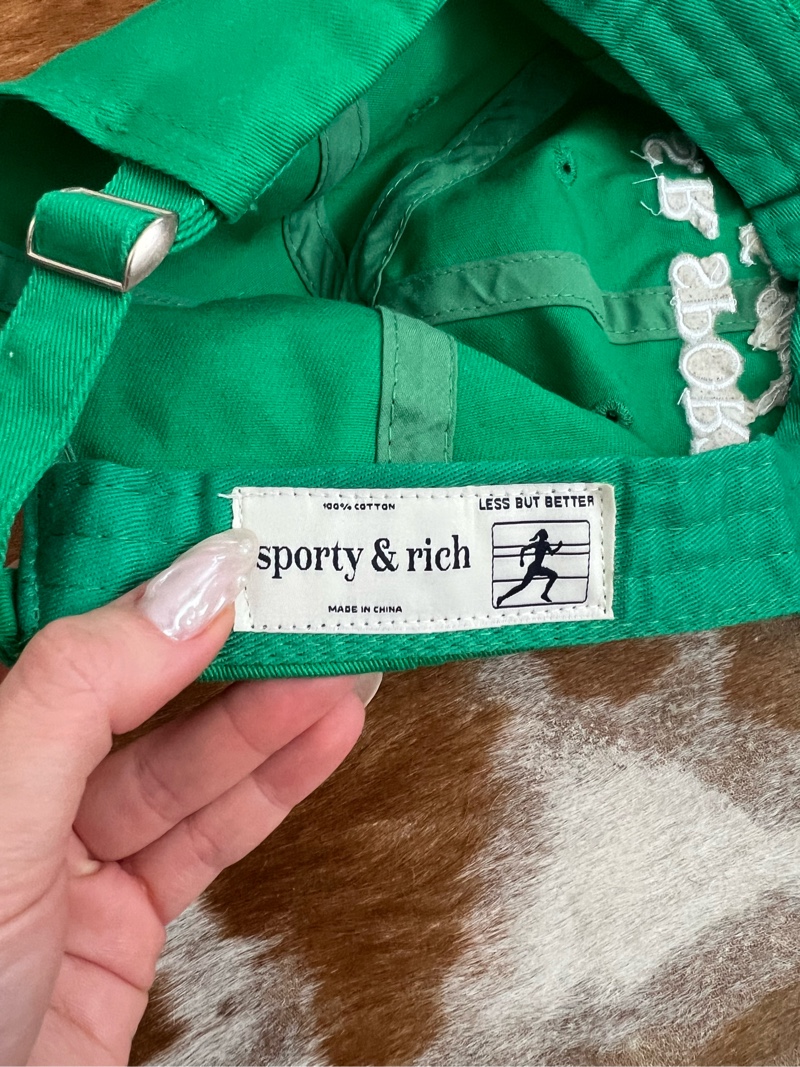 100% COTTON
LESS BUT BETTER
sporty & rich
MADE IN CHINA